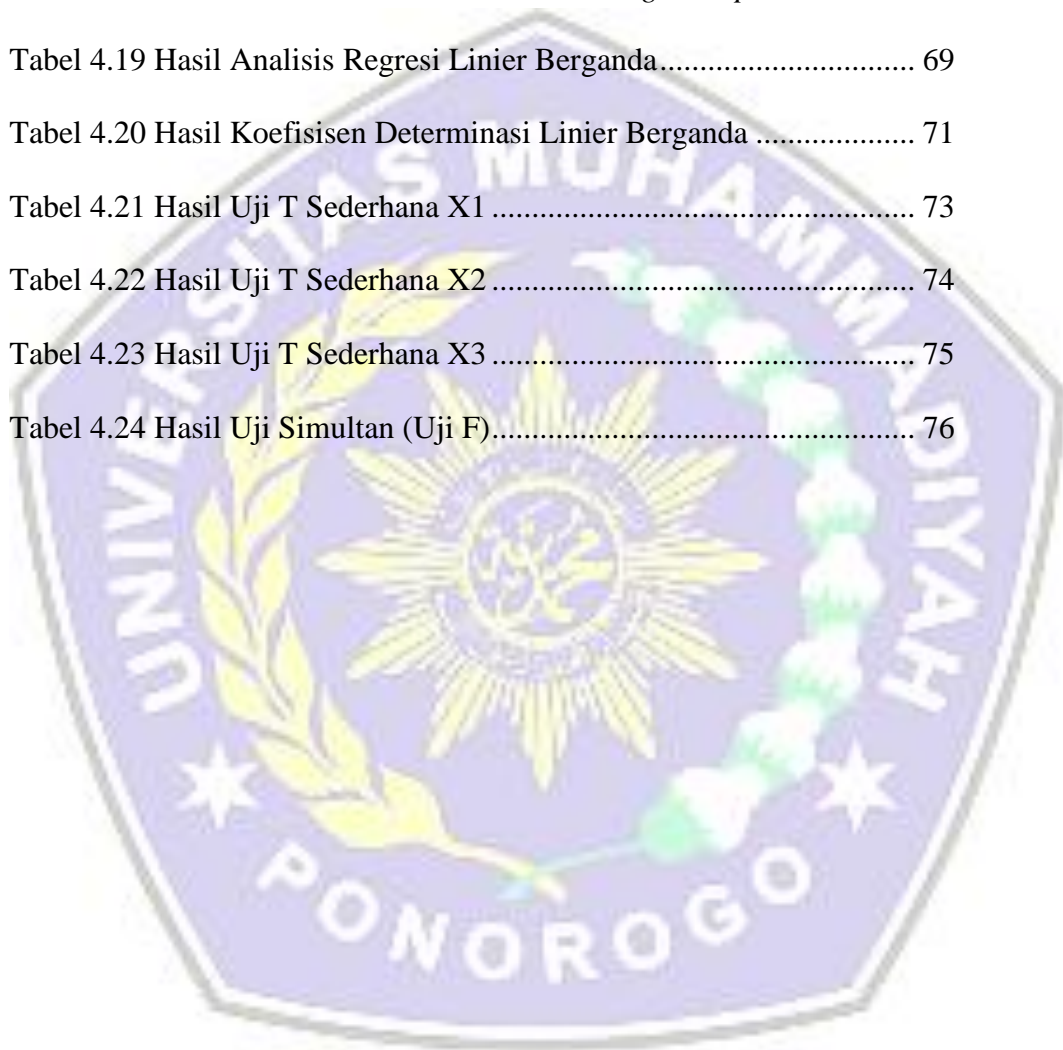 Tabel 4.19 Hasil Analisis Regresi Linier Berganda................................ 69
Tabel 4.20 Hasil Koefisisen Determinasi Linier Berganda .................... 71
Tabel 4.21 Hasil Uji T Sederhana X1 ..................................................... 73
Tabel 4.22 Hasil Uji T Sederhana X2 ..................................................... 74
Tabel 4.23 Hasil Uji T Sederhana X3 ..................................................... 75
Tabel 4.24 Hasil Uji Simultan (Uji F)..................................................... 76
UNIVERSITAS MUHAMMADIYAH
PONOROGO